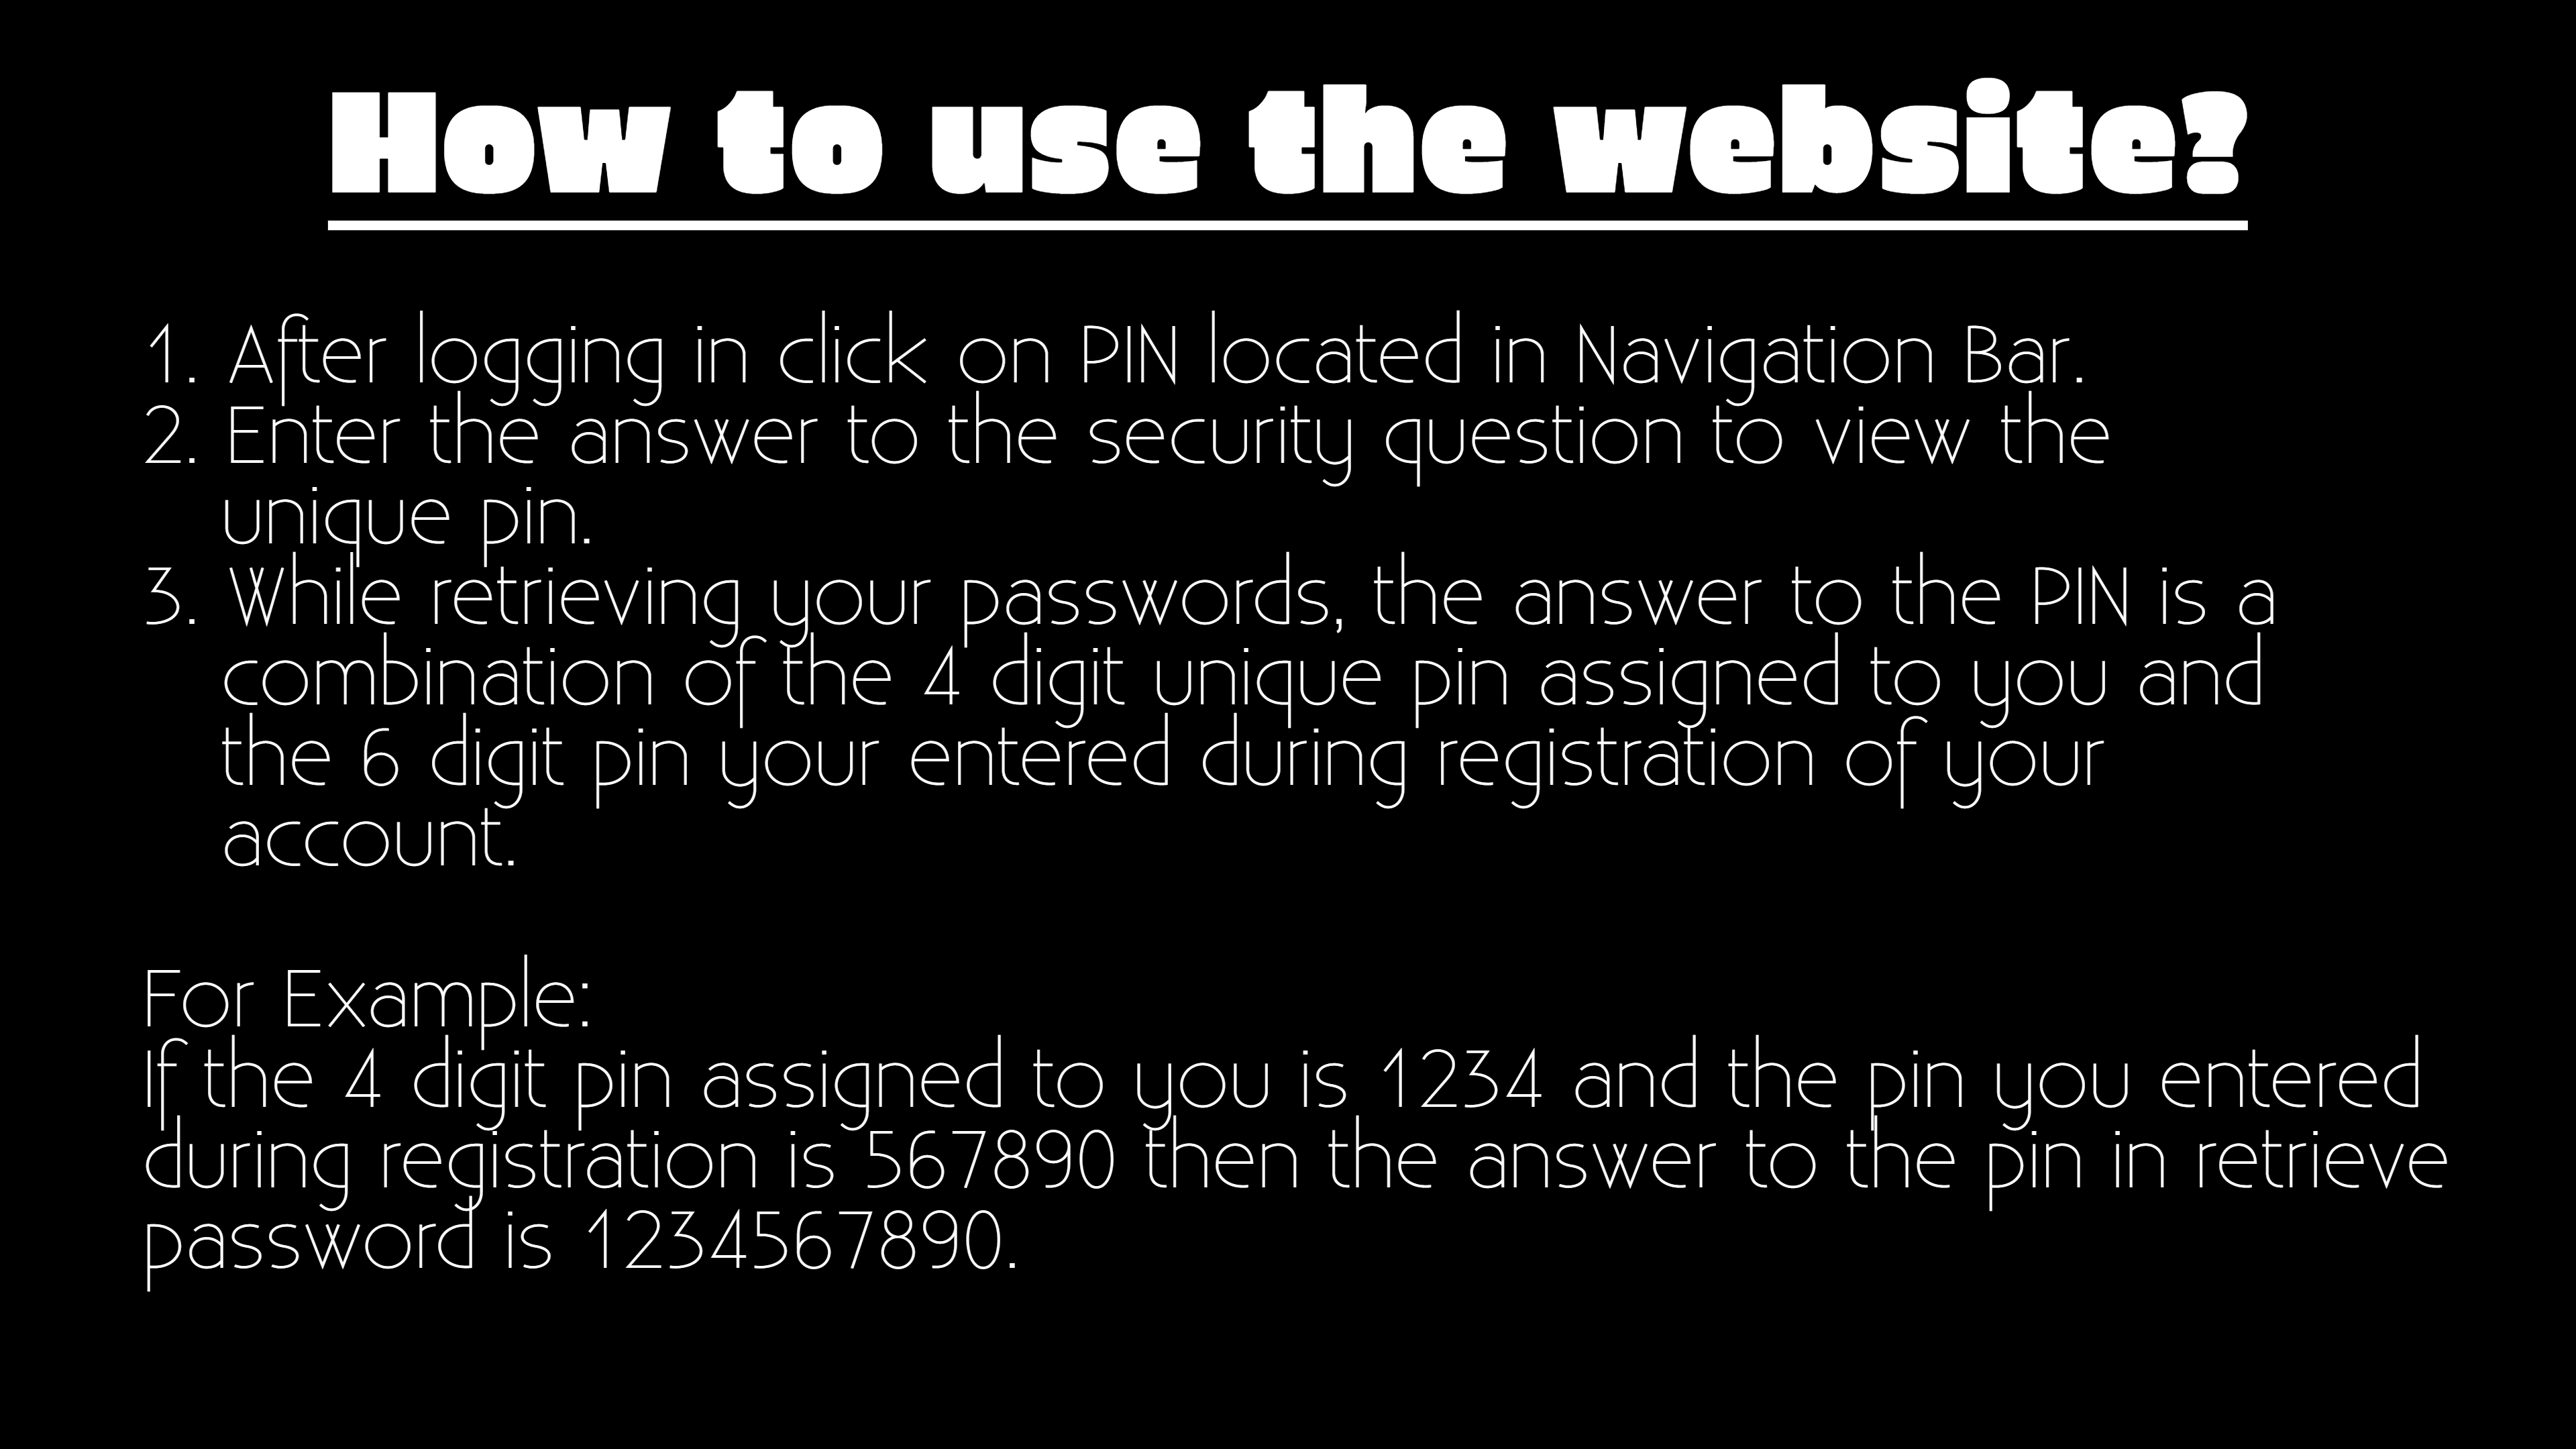 How to use the website?
1. After logging in click on PIN located in Navigation Bar.
2. Enter the answer to the security question to view the
unique pin.
3. While retrieving your passwords, the answer to the PIN is a
combination of the 4 digit unique pin assigned to you and
the 6 digit pin your entered during registration of your
account.
For Example:
If the 4 digit pin assigned to you is 1234 and the pin you entered
during registration is 567890 then the answer to the pin in retrieve
password is 1234567890.